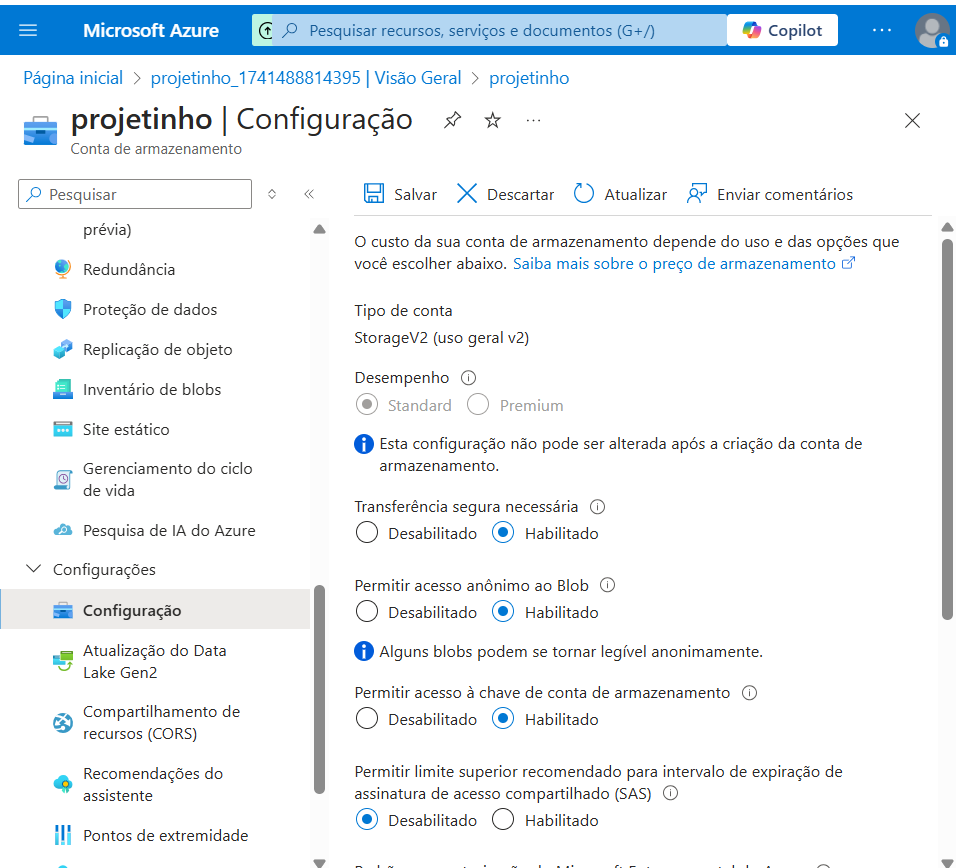 Microsoft Azure
Pesquisar recursos, serviços e documentos (G+/)
Copilot
Página inicial > projetinho_1741488814395 | Visão Geral > projetinho
projetinho | Configuração
Conta de armazenamento
Pesquisar
prévia)
Redundância
Proteção de dados
Replicação de objeto
Inventário de blobs
Site estático
Gerenciamento do ciclo
de vida
Pesquisa de IA do Azure
Configurações
Configuração
Atualização do Data
Lake Gen2
Compartilhamento de
recursos (CORS)
Recomendações do
assistente
Pontos de extremidade
Salvar Descartar Atualizar Enviar comentários
O custo da sua conta de armazenamento depende do uso e das opções que
você escolher abaixo. Saiba mais sobre o preço de armazenamento
Tipo de conta
StorageV2 (uso geral v2)
Desempenho
Standard Premium
Esta configuração não pode ser alterada após a criação da conta de
armazenamento.
Transferência segura necessária
Desabilitado Habilitado
Permitir acesso anônimo ao Blob
Desabilitado Habilitado
Alguns blobs podem se tornar legível anonimamente.
Permitir acesso à chave de conta de armazenamento
Desabilitado Habilitado
Permitir limite superior recomendado para intervalo de expiração de
assinatura de acesso compartilhado (SAS)
Desabilitado Habilitado